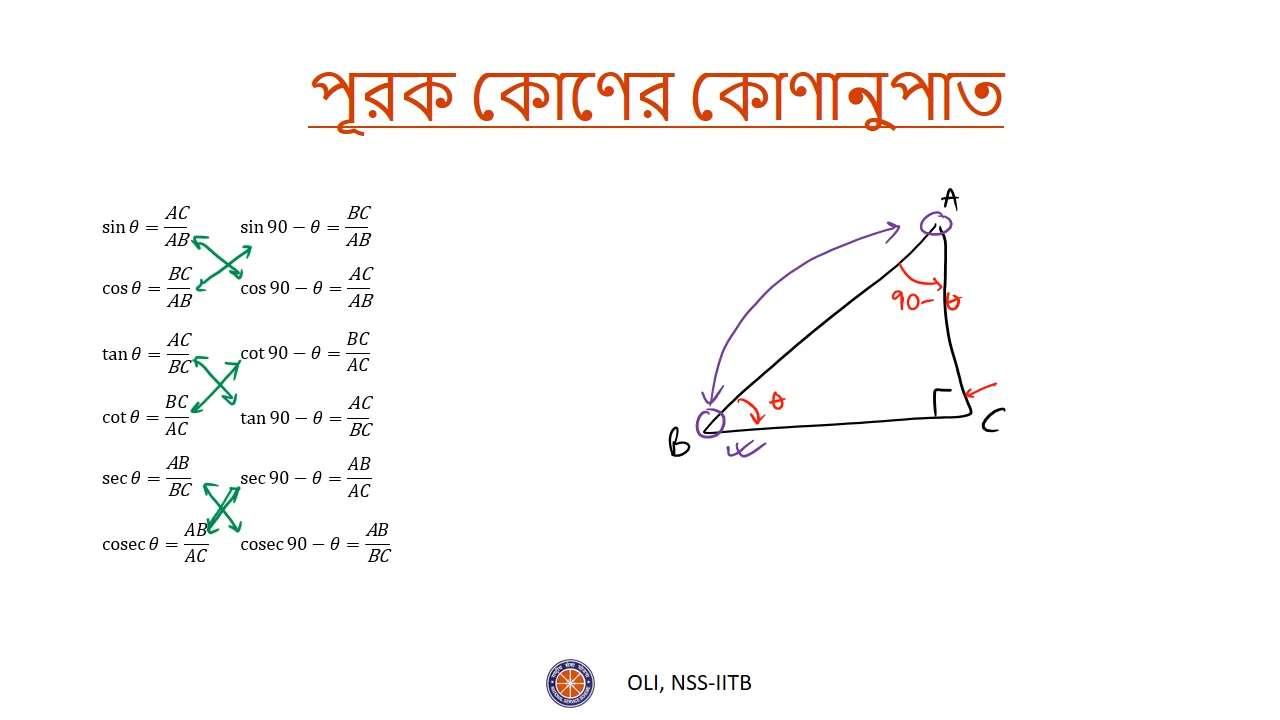 পূরক কোণের কোণানুপাত
sin θ = AC/AB sin 90 − θ = BC/AB
cos θ = BC/AB cos 90 − θ = AC/AB
tan θ = AC/BC cot 90 − θ = BC/AC
cot θ = BC/AC tan 90 − θ = AC/BC
sec θ = AB/BC sec 90 − θ = AB/AC
cosec θ = AB/AC cosec 90 − θ = AB/BC
A
90− θ
θ
B
C
OLI, NSS-IITB